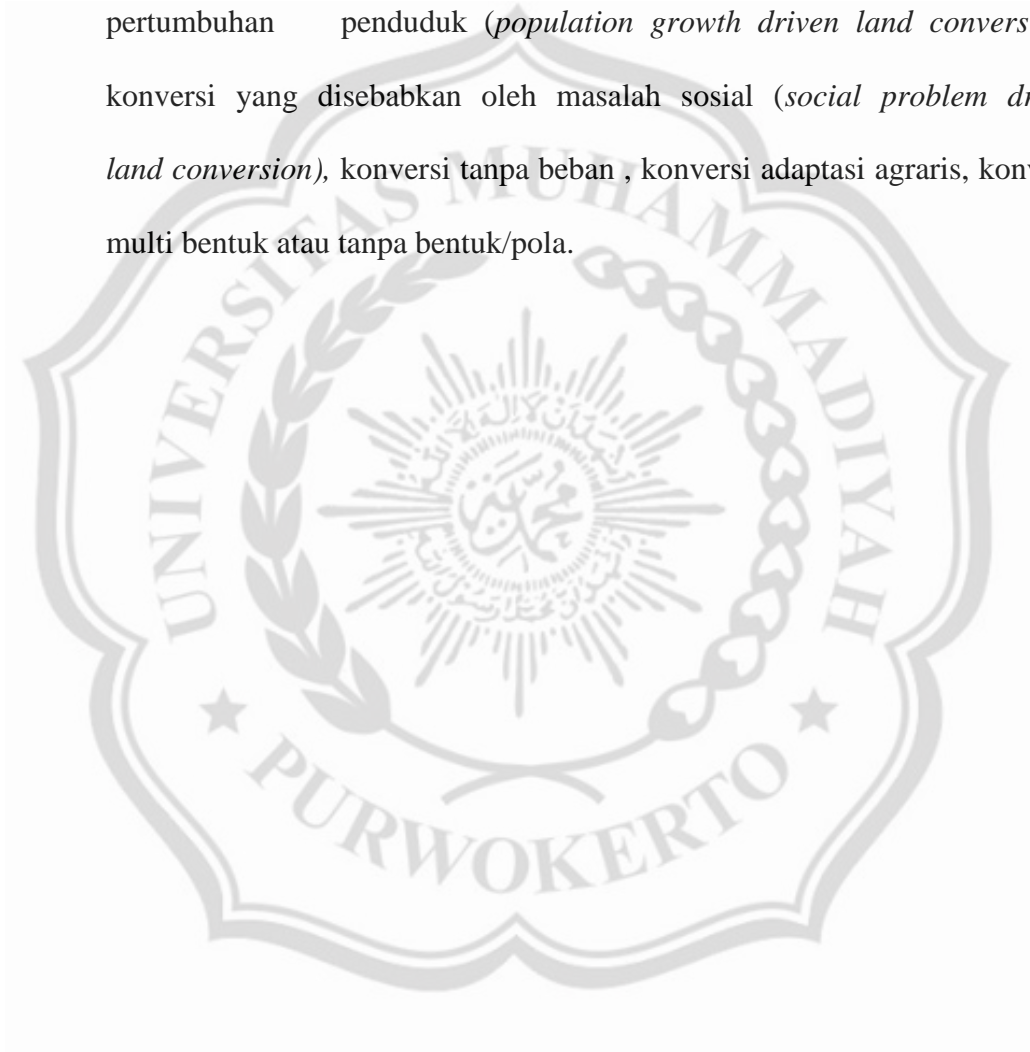 pertumbuhan penduduk (population growth driven land convers
konversi yang disebabkan oleh masalah sosial (social problem dr
land conversion), konversi tanpa beban , konversi adaptasi agraris, konv
multi bentuk atau tanpa bentuk/pola.
UNIVERSITAS MUHAMMADIYAH
PURWOKERTO